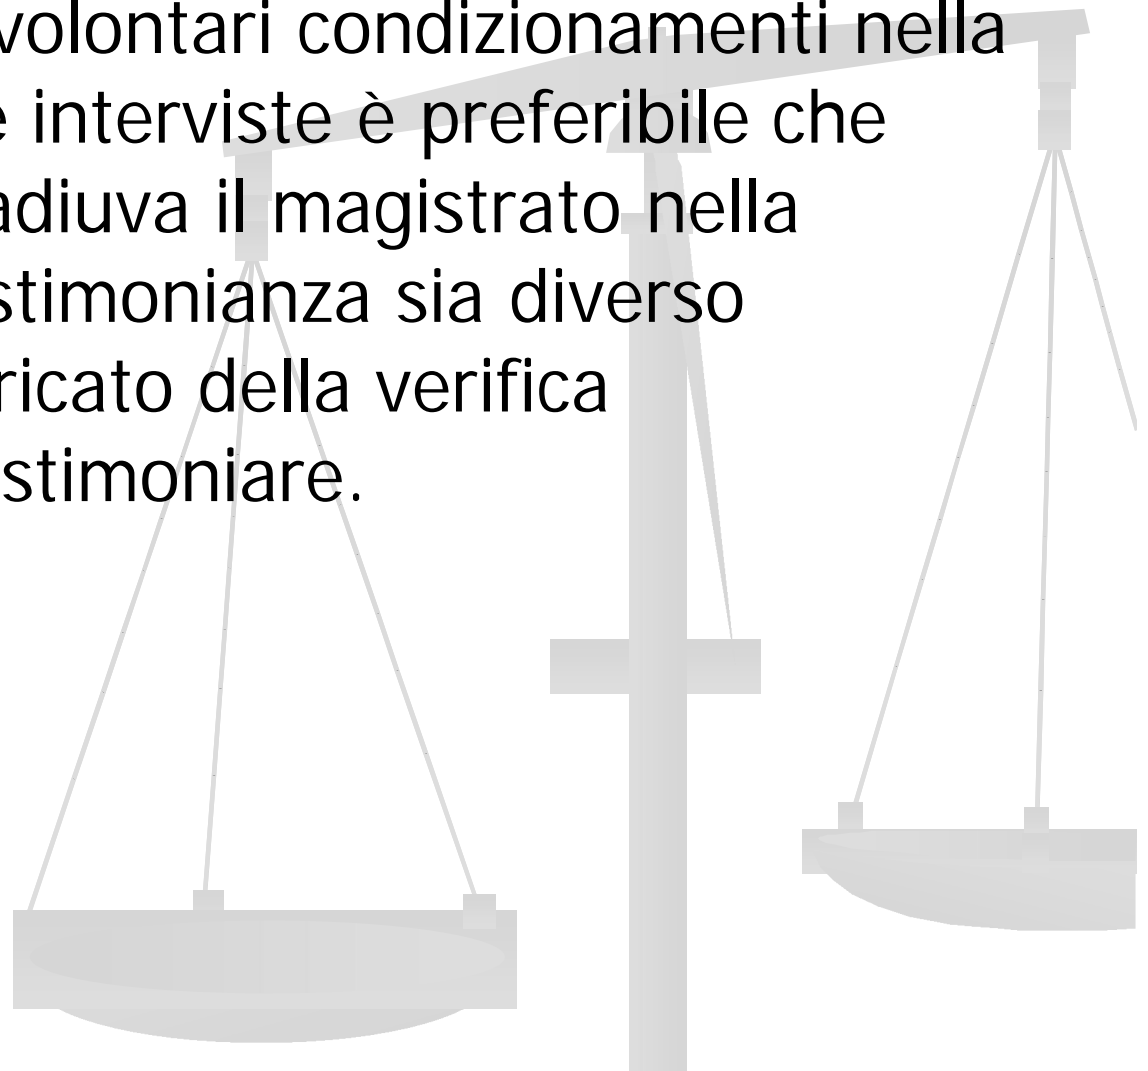 volontari condizionamenti nella
e interviste è preferibile che
adiuva il magistrato nella
stimonianza sia diverso
ricato della verifica
stimoniare.